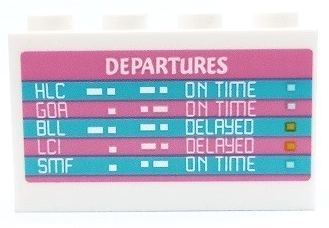 DEPARTURES
HLC ON TIME
GOA ON TIME
BLL DELAYED
LCI DELAYED
SMF ON TIME